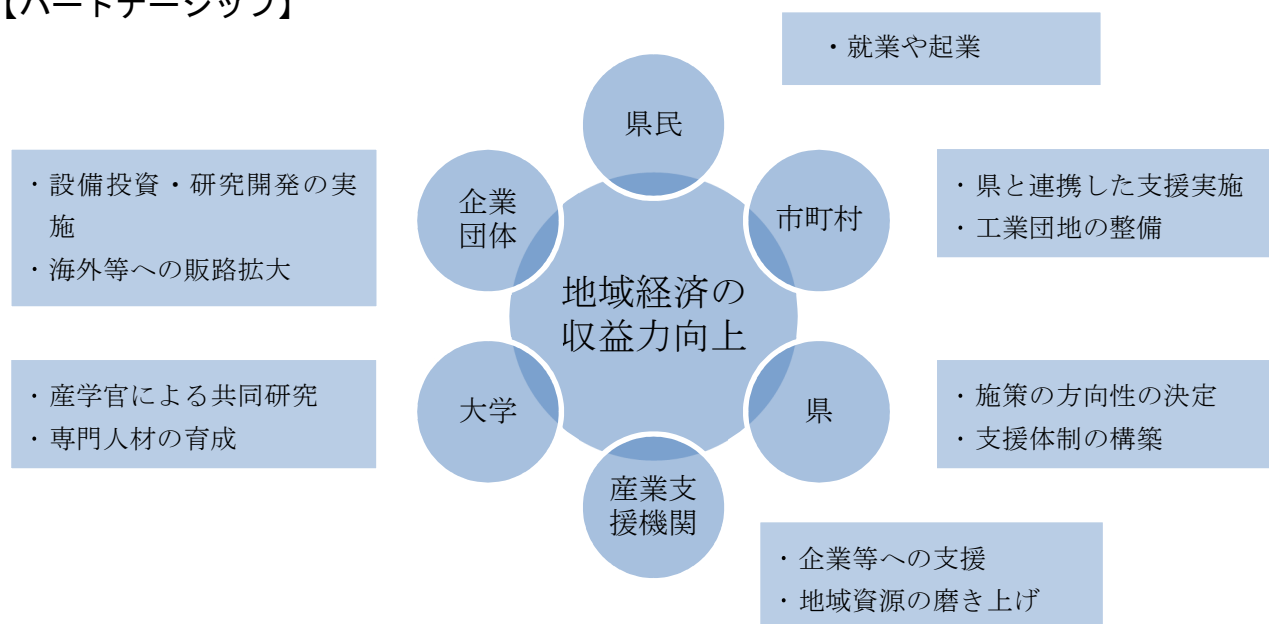 【パートナーシップ】
・就業や起業
県民
・設備投資・研究開発の実
施
・海外等への販路拡大
企業
団体
市町村
・県と連携した支援実施
・工業団地の整備
地域経済の
収益力向上
・産学官による共同研究
・専門人材の育成
大学
県
・施策の方向性の決定
・支援体制の構築
産業支
援機関
・企業等への支援
・地域資源の磨き上げ